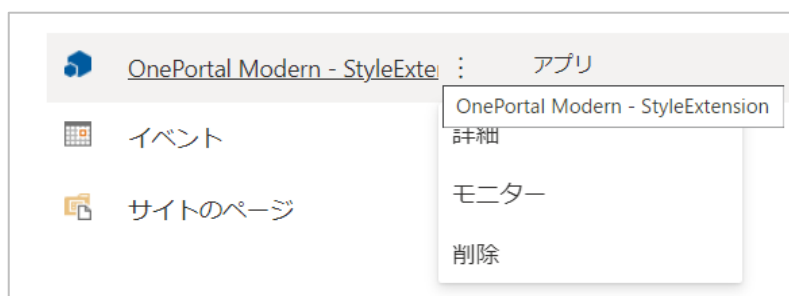 OnePortal Modern - StyleExte ⋮ アプリ
OnePortal Modern - StyleExtension
イベント
詳細
モニター
サイトのページ
削除